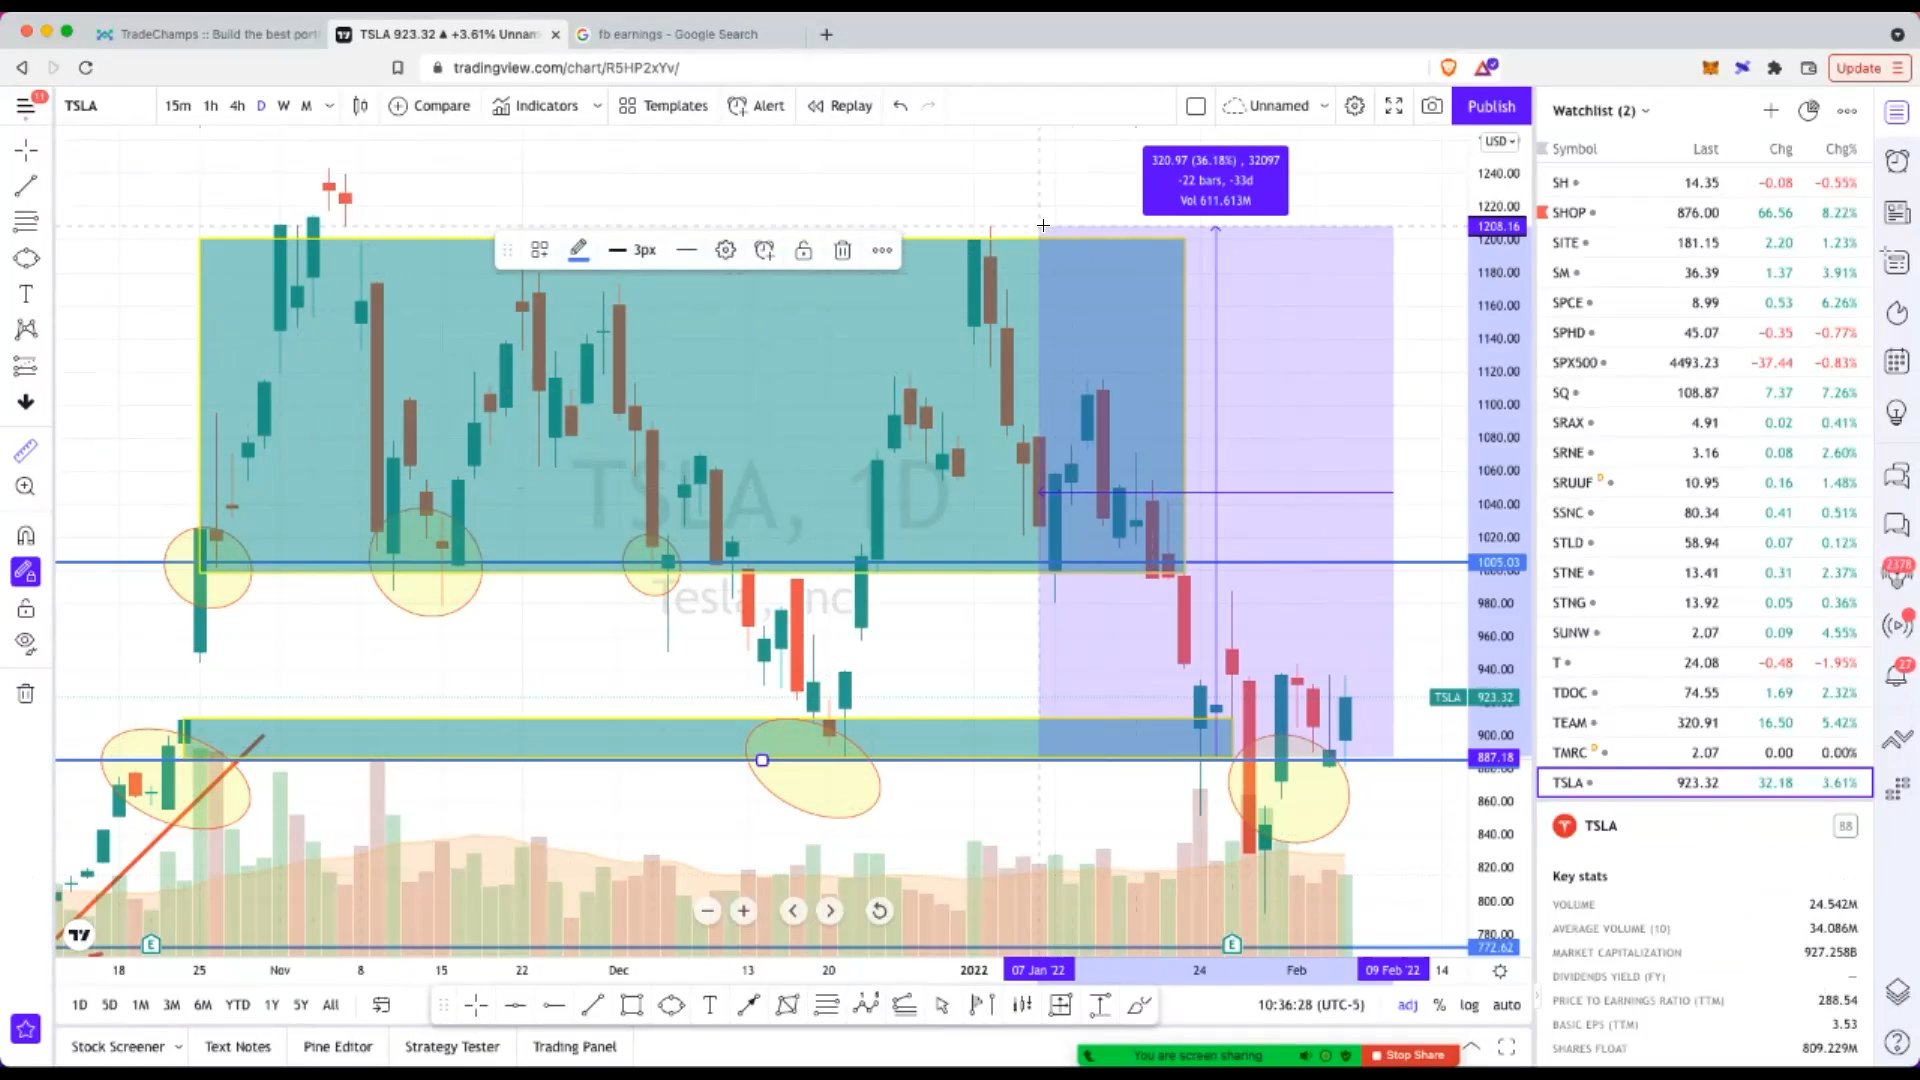 TradeChamps :: Build the best port
TSLA 923.32 ▲ +3.61% Unnam
fb earnings - Google Search
tradingview.com/chart/R5HP2xYv/
Update
11
TSLA
15m 1h 4h D W M
Compare
Indicators
Templates
Alert
Replay
Unnamed
Publish
3px
320.97 (36.18%) , 32097
-22 bars, -33d
Vol 611.613M
TSLA, 1D
Tesla, Inc
USD
1240.00
1220.00
1208.16
1200.00
1180.00
1160.00
1140.00
1120.00
1100.00
1080.00
1060.00
1040.00
1020.00
1005.03
980.00
960.00
940.00
TSLA 923.32
900.00
887.18
860.00
840.00
820.00
800.00
780.00
772.62
E
E
18 25 Nov 8 15 22 Dec 13 20 2022 07 Jan '22 24 Feb 09 Feb '22 14
1D 5D 1M 3M 6M YTD 1Y 5Y All
10:36:28 (UTC-5)
adj % log auto
Stock Screener
Text Notes
Pine Editor
Strategy Tester
Trading Panel
You are screen sharing
Stop Share
Watchlist (2)
Symbol Last Chg Chg%
SH 14.35 −0.08 −0.55%
SHOP 876.00 66.56 8.22%
SITE 181.15 2.20 1.23%
SM 36.39 1.37 3.91%
SPCE 8.99 0.53 6.26%
SPHD 45.07 −0.35 −0.77%
SPX500 4493.23 −37.44 −0.83%
SQ 108.87 7.37 7.26%
SRAX 4.91 0.02 0.41%
SRNE 3.16 0.08 2.60%
SRUUF D 10.95 0.16 1.48%
SSNC 80.34 0.41 0.51%
STLD 58.94 0.07 0.12%
STNE 13.41 0.31 2.37%
STNG 13.92 0.05 0.36%
SUNW 2.07 0.09 4.55%
T 24.08 −0.48 −1.95%
TDOC 74.55 1.69 2.32%
TEAM 320.91 16.50 5.42%
TMRC D 2.07 0.00 0.00%
TSLA 923.32 32.18 3.61%
TSLA
Key stats
VOLUME 24.542M
AVERAGE VOLUME (10) 34.086M
MARKET CAPITALIZATION 927.258B
DIVIDENDS YIELD (FY) —
PRICE TO EARNINGS RATIO (TTM) 288.54
BASIC EPS (TTM) 3.53
SHARES FLOAT 809.229M
2378
27